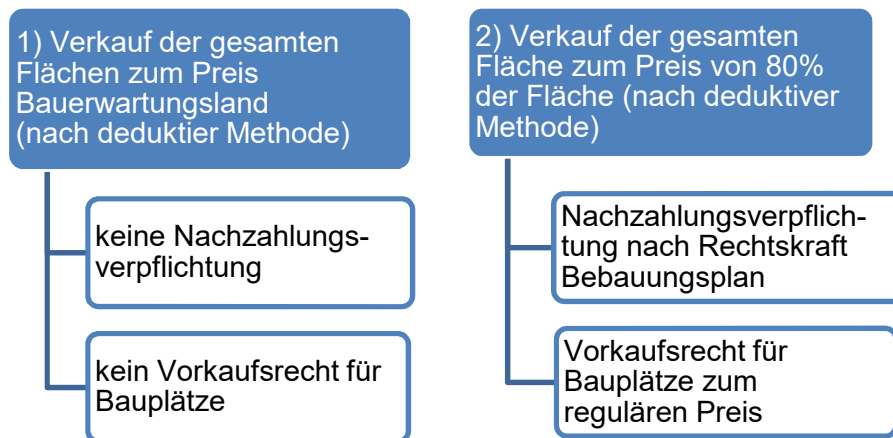 1) Verkauf der gesamten
Flächen zum Preis
Bauerwartungsland
(nach deduktier Methode)
keine Nachzahlungs-
verpflichtung
kein Vorkaufsrecht für
Bauplätze
2) Verkauf der gesamten
Fläche zum Preis von 80%
der Fläche (nach deduktiver
Methode)
Nachzahlungsverpflich-
tung nach Rechtskraft
Bebauungsplan
Vorkaufsrecht für
Bauplätze zum
regulären Preis